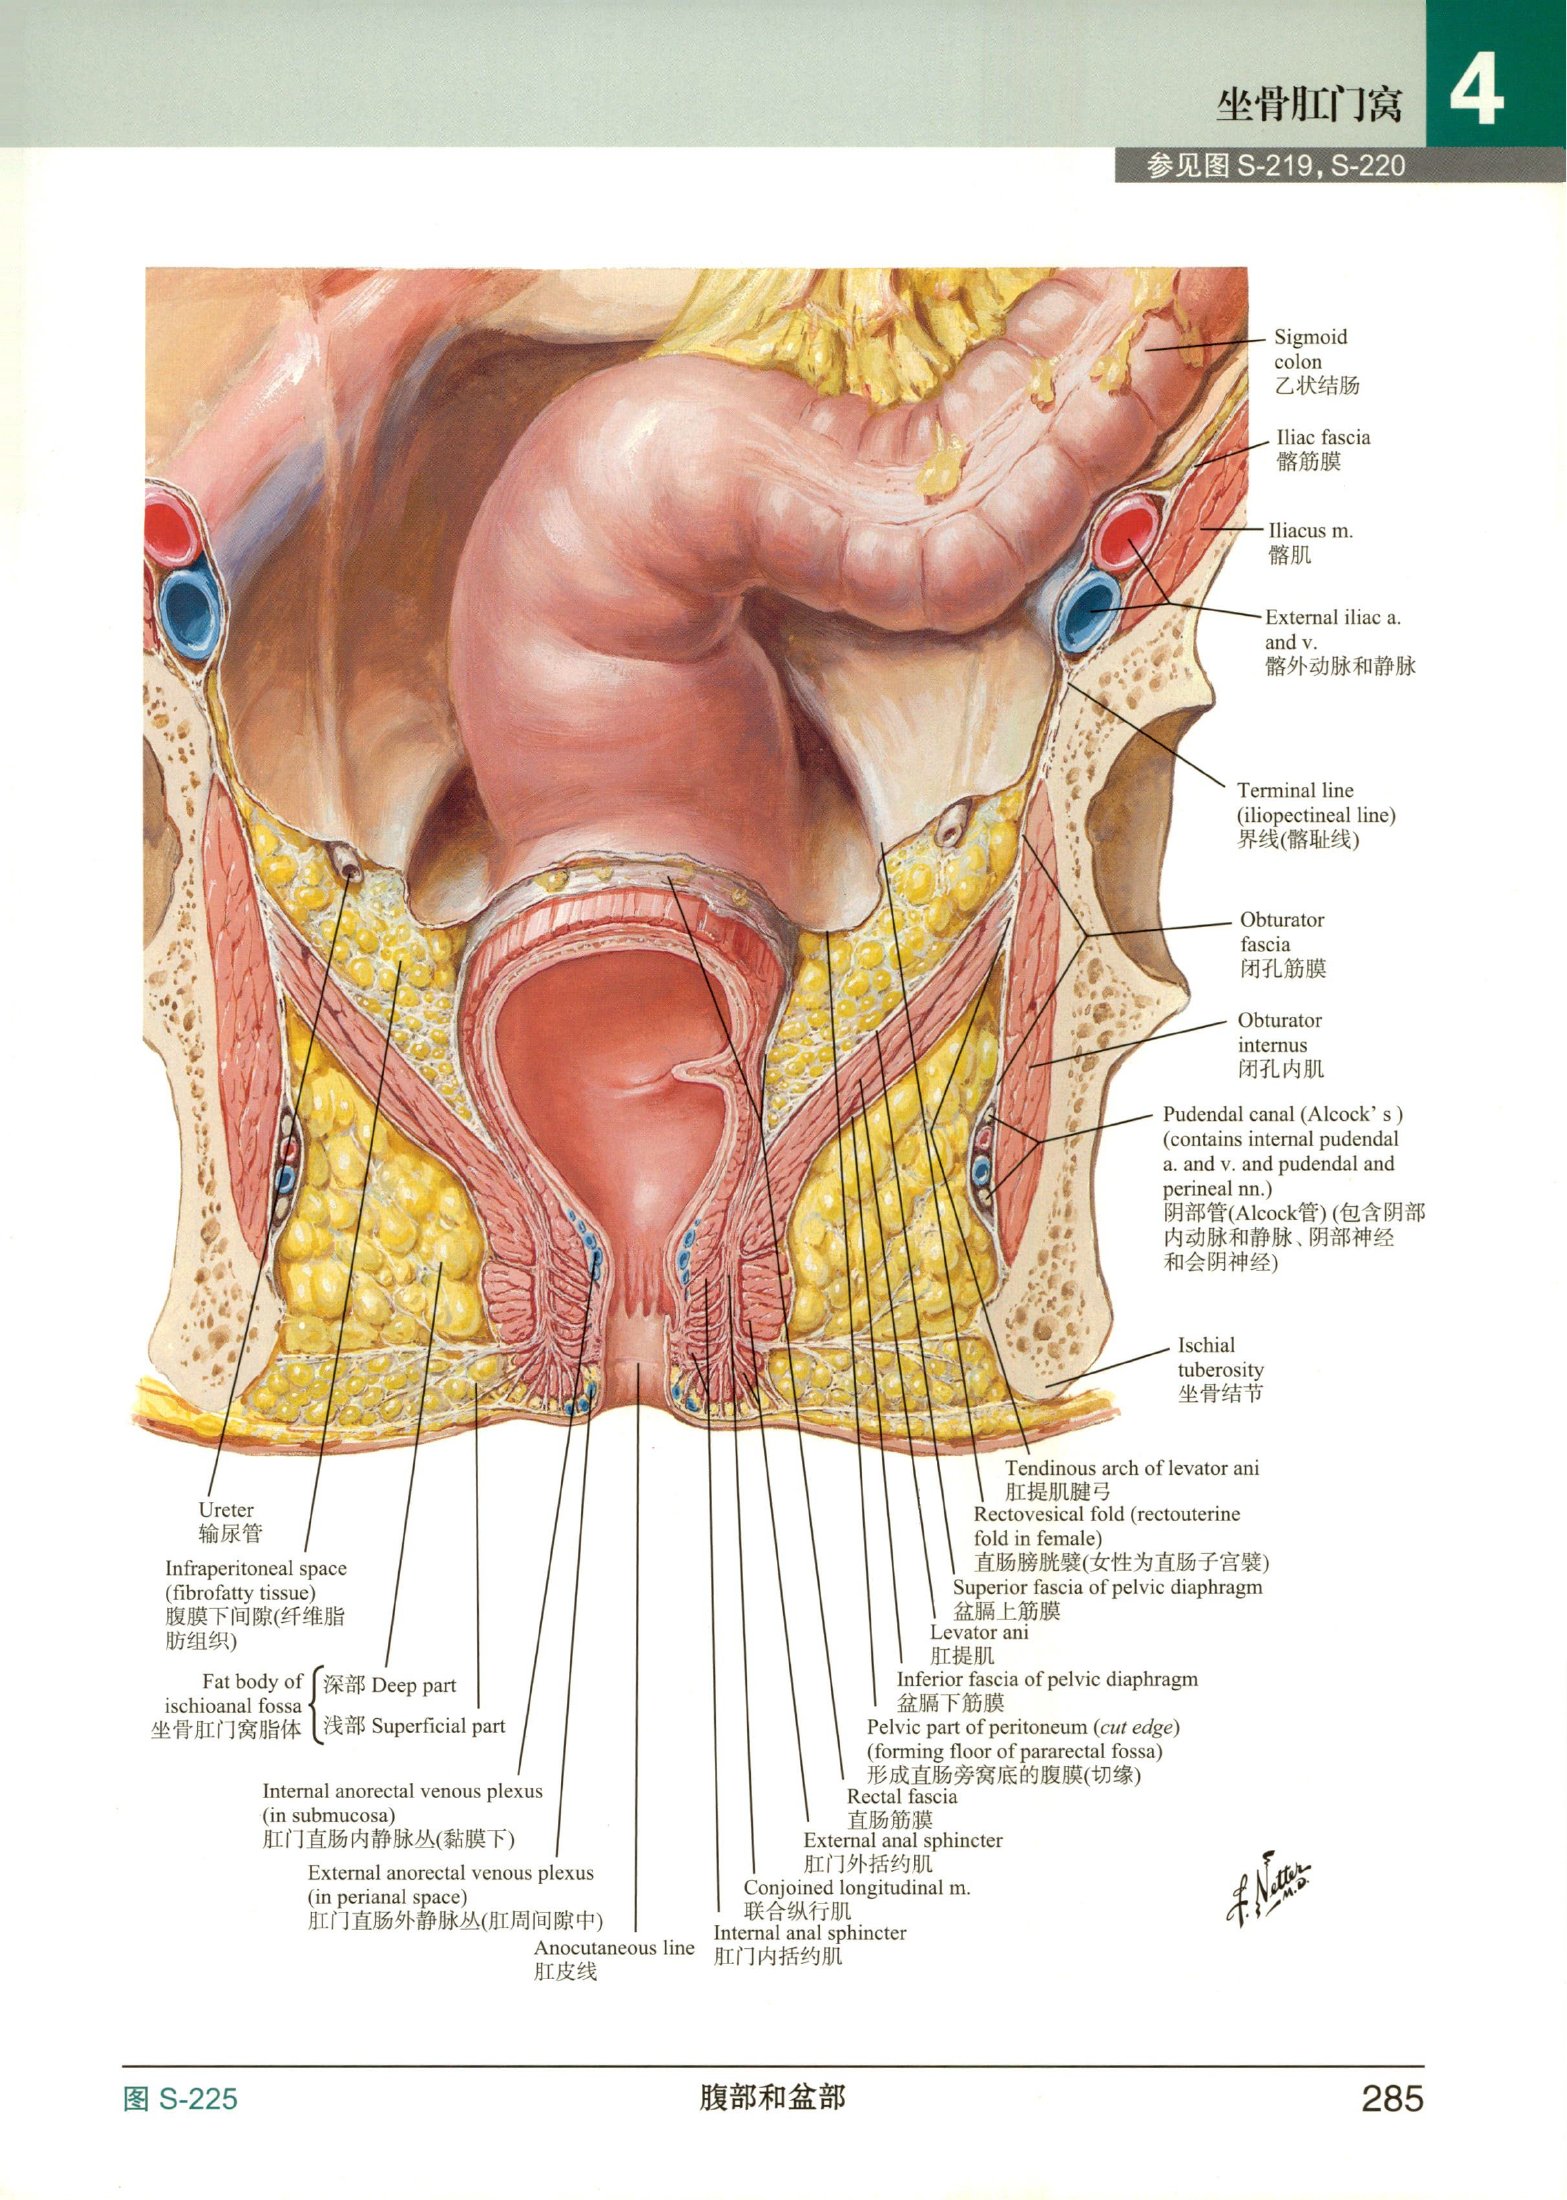 坐骨肛门窝
4
参见图 S-219, S-220
Sigmoid
colon
乙状结肠
Iliac fascia
髂筋膜
Iliacus m.
髂肌
External iliac a.
and v.
髂外动脉和静脉
Terminal line
(iliopectineal line)
界线(髂耻线)
Obturator
fascia
闭孔筋膜
Obturator
internus
闭孔内肌
Pudendal canal (Alcock’ s )
(contains internal pudendal
a. and v. and pudendal and
perineal nn.)
阴部管(Alcock管) (包含阴部
内动脉和静脉、阴部神经
和会阴神经)
Ischial
tuberosity
坐骨结节
Tendinous arch of levator ani
肛提肌腱弓
Rectovesical fold (rectouterine
fold in female)
直肠膀胱襞(女性为直肠子宫襞)
Superior fascia of pelvic diaphragm
盆膈上筋膜
Levator ani
肛提肌
Inferior fascia of pelvic diaphragm
盆膈下筋膜
Pelvic part of peritoneum (cut edge)
(forming floor of pararectal fossa)
形成直肠旁窝底的腹膜(切缘)
Rectal fascia
直肠筋膜
External anal sphincter
肛门外括约肌
Conjoined longitudinal m.
联合纵行肌
Internal anal sphincter
肛门内括约肌
Ureter
输尿管
Infraperitoneal space
(fibrofatty tissue)
腹膜下间隙(纤维脂
肪组织)
Fat body of
ischioanal fossa
坐骨肛门窝脂体
深部 Deep part
浅部 Superficial part
Internal anorectal venous plexus
(in submucosa)
肛门直肠内静脉丛(黏膜下)
External anorectal venous plexus
(in perianal space)
肛门直肠外静脉丛(肛周间隙中)
Anocutaneous line
肛皮线
F. Netter
M.D.
图 S-225
腹部和盆部
285